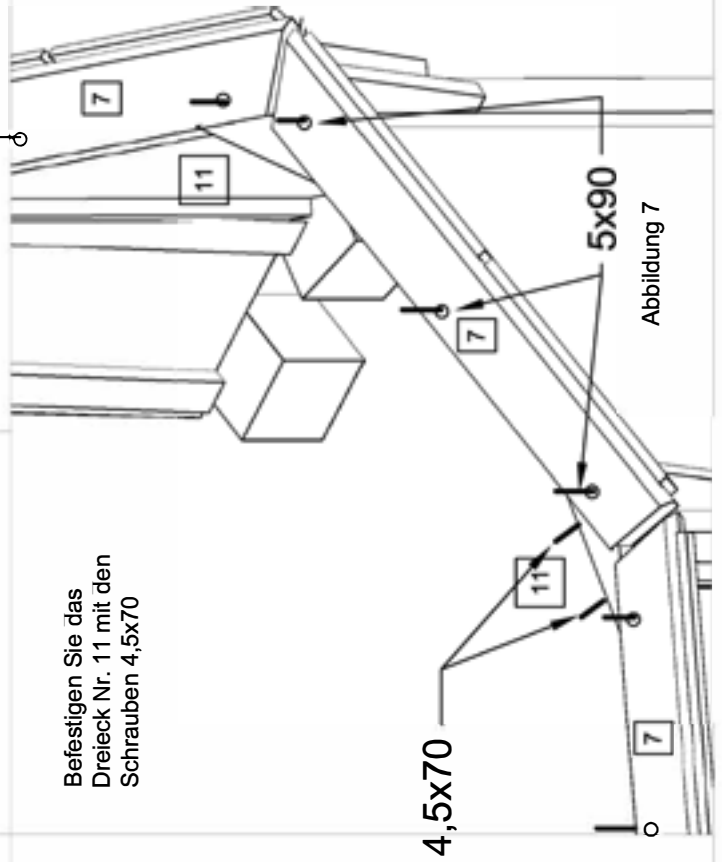 Befestigen Sie das
Dreieck Nr. 11 mit den
Schrauben 4,5x70
4,5x70
11
7
7
11
7
5x90
Abbildung 7